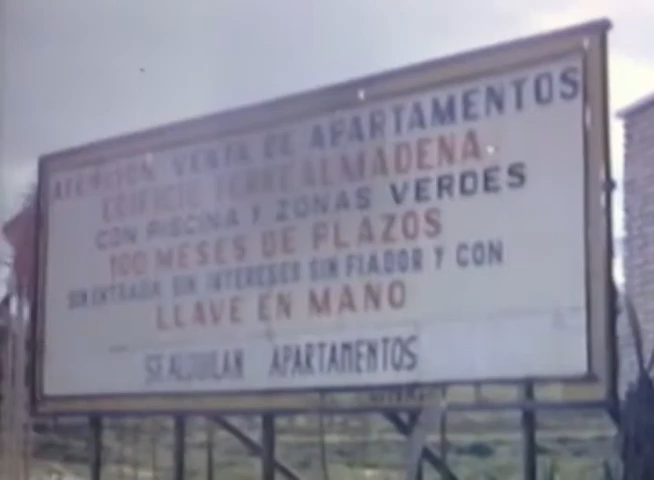 ATENCION VENTA DE APARTAMENTOS
EDIFICIO TORREALMADENA
CON PISCINA Y ZONAS VERDES
100 MESES DE PLAZOS
SIN ENTRADA SIN INTERESES SIN FIADOR Y CON
LLAVE EN MANO
SE ALQUILAN APARTAMENTOS